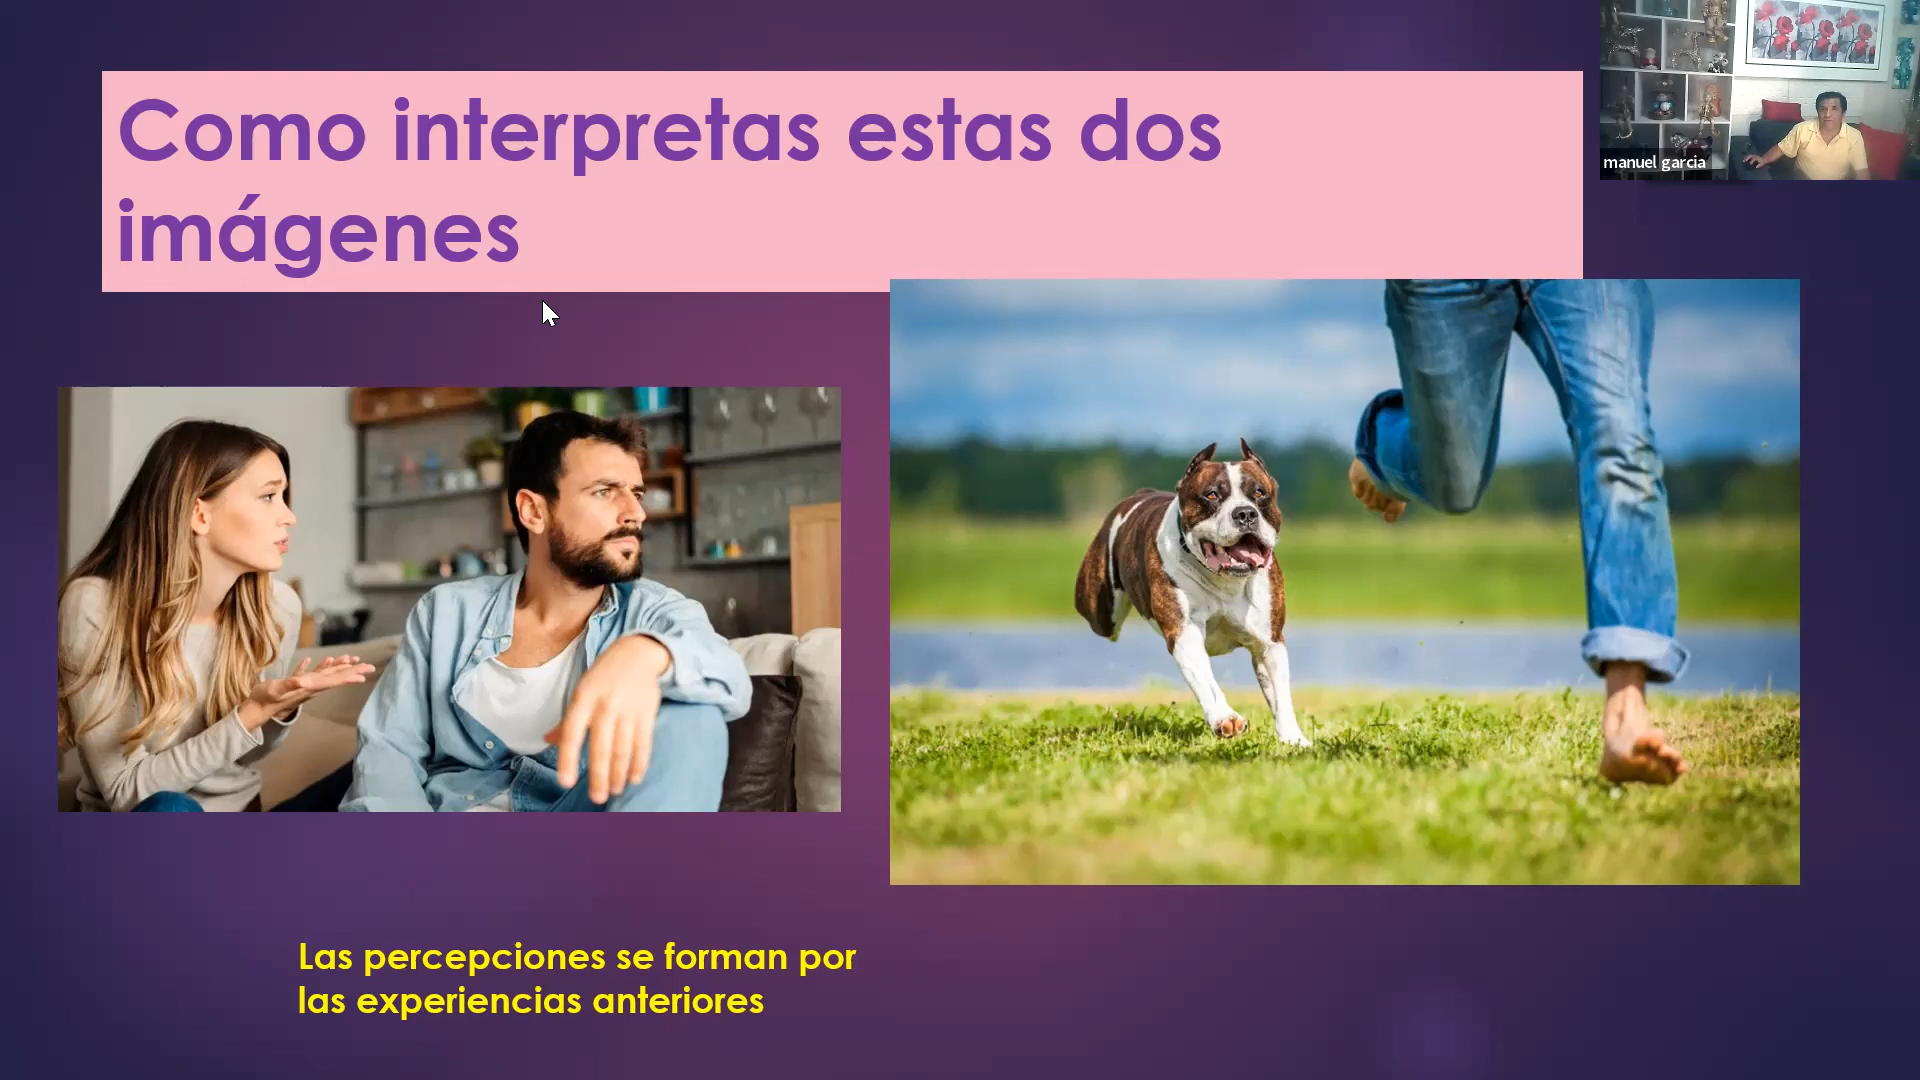 Como interpretas estas dos
imágenes
manuel garcia
Las percepciones se forman por
las experiencias anteriores